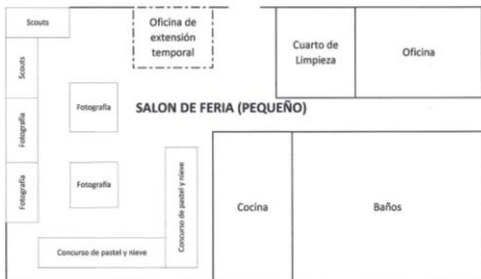 Scouts
Oficina de
extensión
temporal
Cuarto de
Limpieza
Oficina
Scouts
Fotografía
SALON DE FERIA (PEQUEÑO)
Fotografía
Fotografía
Fotografía
Concurso de pastel y nieve
Cocina
Baños
Concurso de pastel y nieve